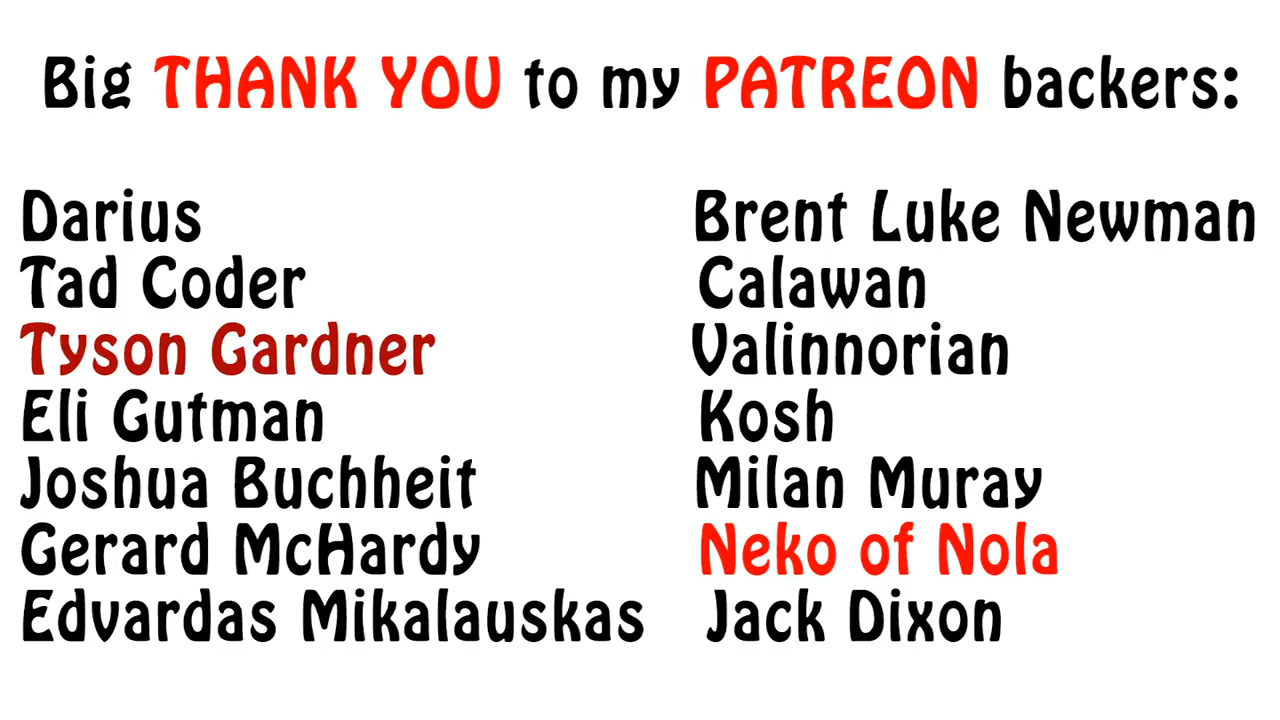 Big THANK YOU to my PATREON backers:
Darius
Tad Coder
Tyson Gardner
Eli Gutman
Joshua Buchheit
Gerard McHardy
Edvardas Mikalauskas
Brent Luke Newman
Calawan
Valinnorian
Kosh
Milan Muray
Neko of Nola
Jack Dixon